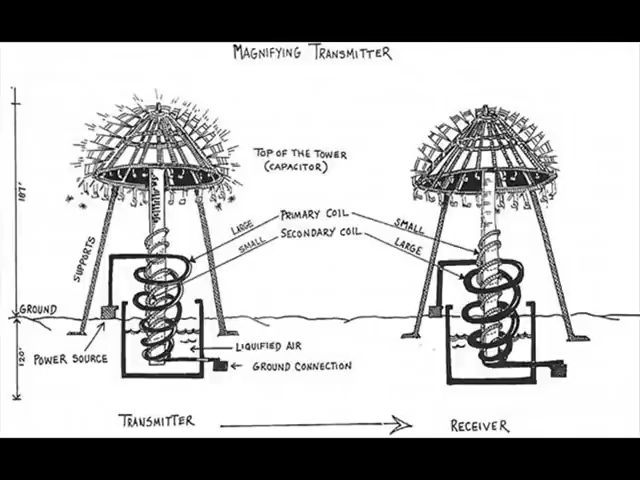 MAGNIFYING TRANSMITTER
TOP OF THE TOWER
(CAPACITOR)
187'
SUPPORTS
LARGE
PRIMARY COIL
SMALL
SMALL
SECONDARY COIL
LARGE
GROUND
120'
POWER SOURCE
LIQUIFIED AIR
GROUND CONNECTION
TRANSMITTER
RECEIVER